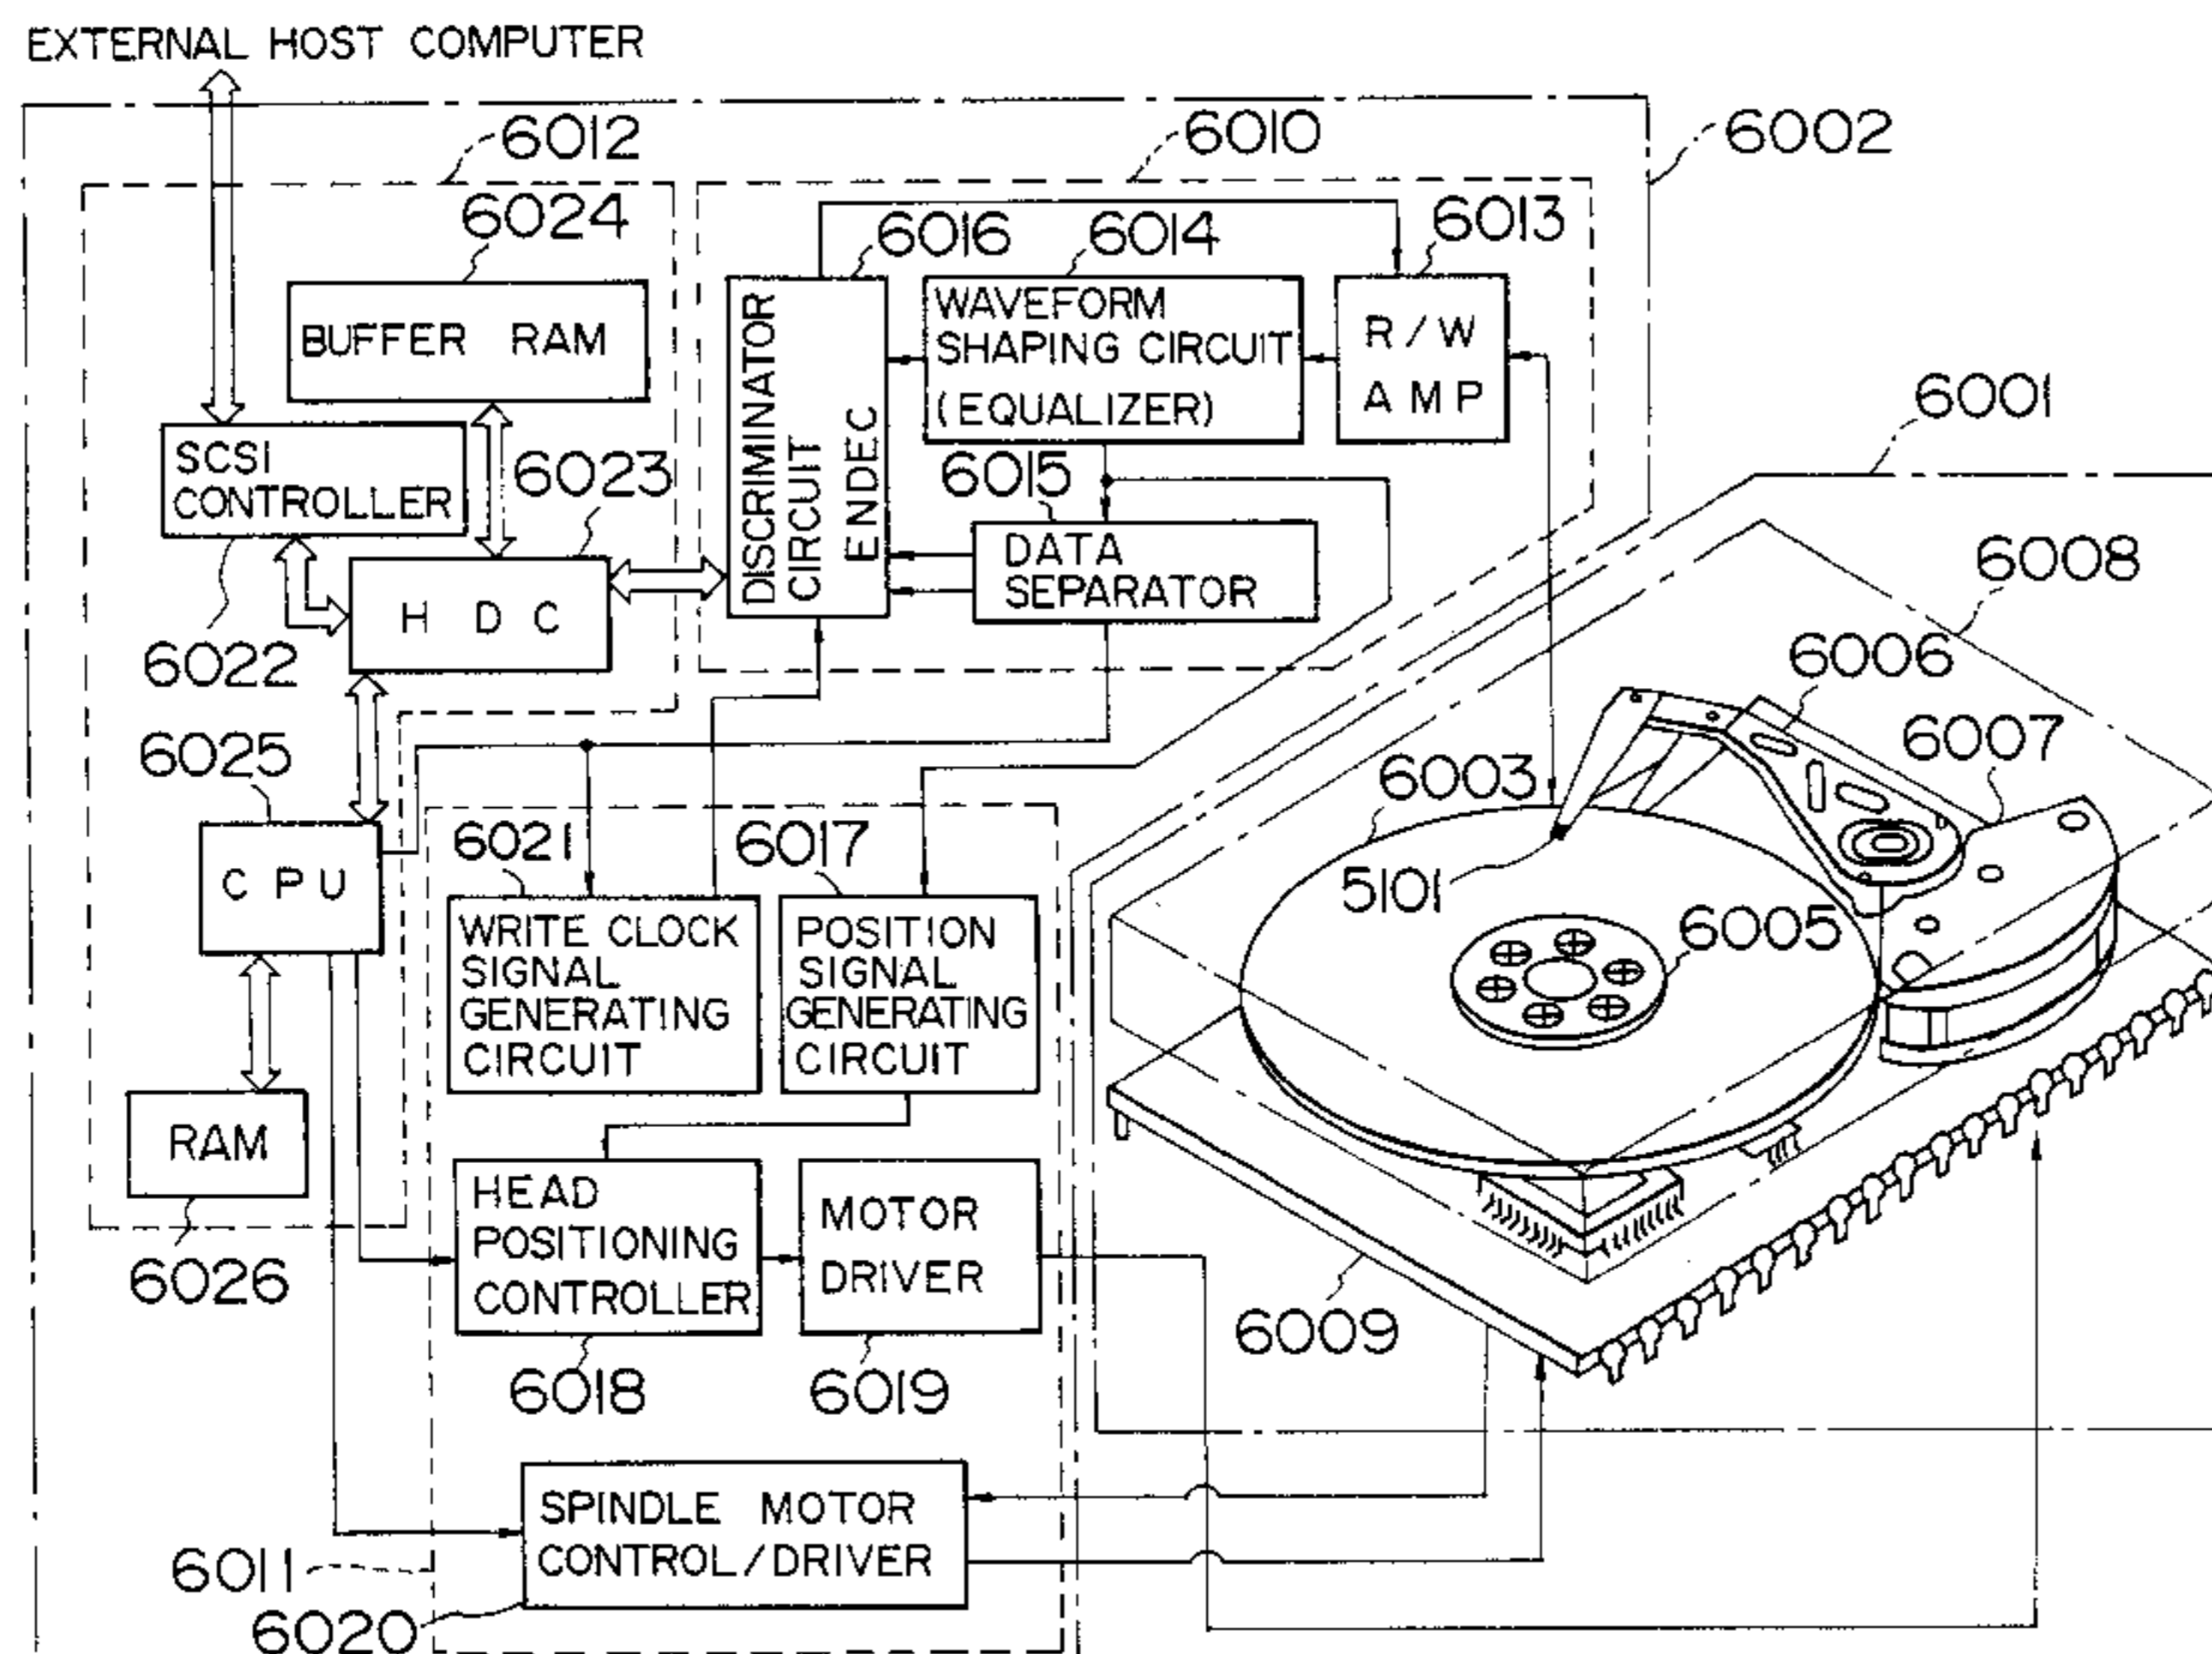 EXTERNAL HOST COMPUTER
6012
6010
6002
6024
6016
6014
6013
BUFFER RAM
DISCRIMINATOR
CIRCUIT
ENDEC
WAVEFORM
SHAPING CIRCUIT
(EQUALIZER)
R/W
AMP
6001
SCSI
CONTROLLER
6023
6015
DATA
SEPARATOR
6008
HDC
6022
6006
6025
6003
6007
CPU
6021
6017
5101
6005
WRITE CLOCK
SIGNAL
GENERATING
CIRCUIT
POSITION
SIGNAL
GENERATING
CIRCUIT
RAM
HEAD
POSITIONING
CONTROLLER
MOTOR
DRIVER
6026
6009
6018
6019
SPINDLE MOTOR
CONTROL/DRIVER
6011
6020